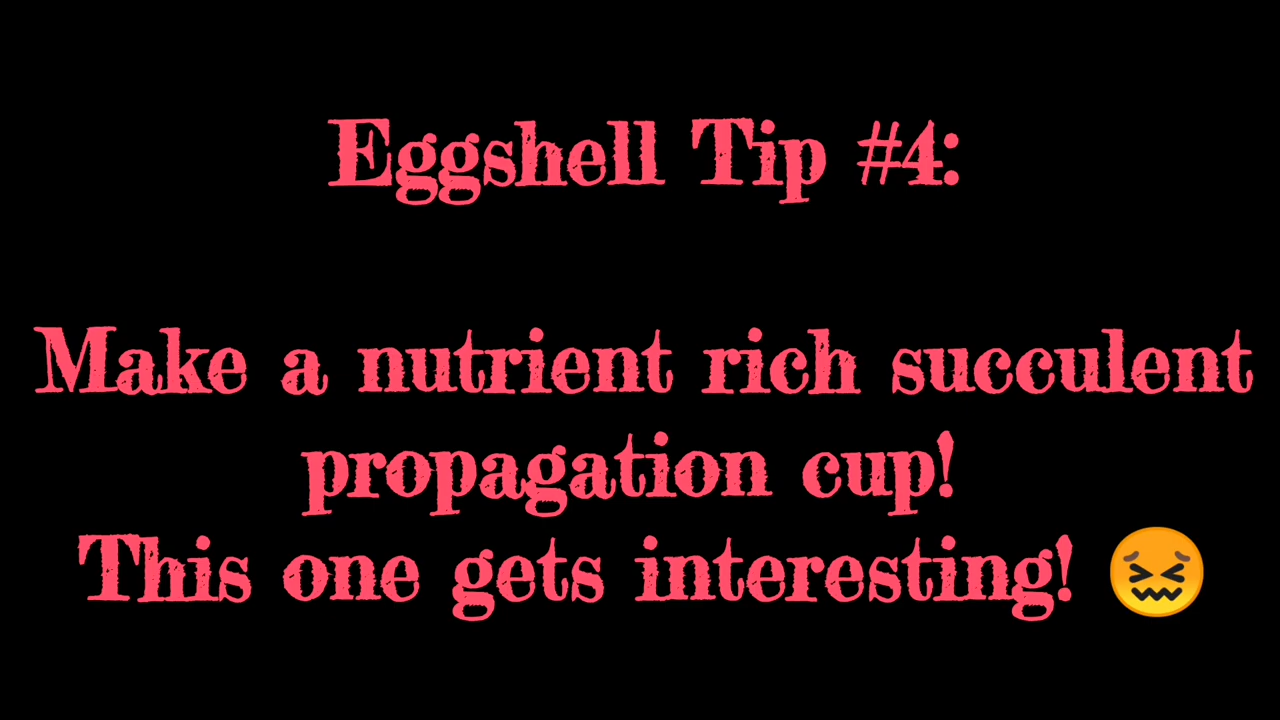 Eggshell Tip #4:
Make a nutrient rich succulent
propagation cup!
This one gets interesting! 😖